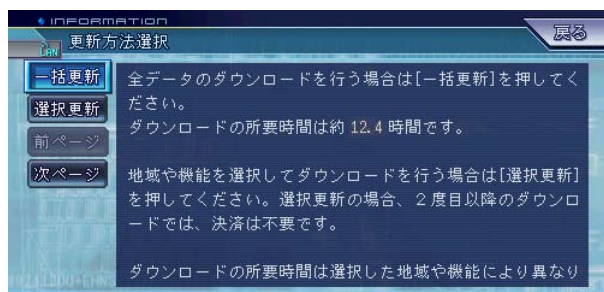 INFORMATION
LAN 更新方法選択
戻る
一括更新
選択更新
前ページ
次ページ
全データのダウンロードを行う場合は[一括更新]を押してく
ださい。
ダウンロードの所要時間は約 12.4 時間です。
地域や機能を選択してダウンロードを行う場合は[選択更新]
を押してください。選択更新の場合、２度目以降のダウンロ
ードでは、決済は不要です。
ダウンロードの所要時間は選択した地域や機能により異なり